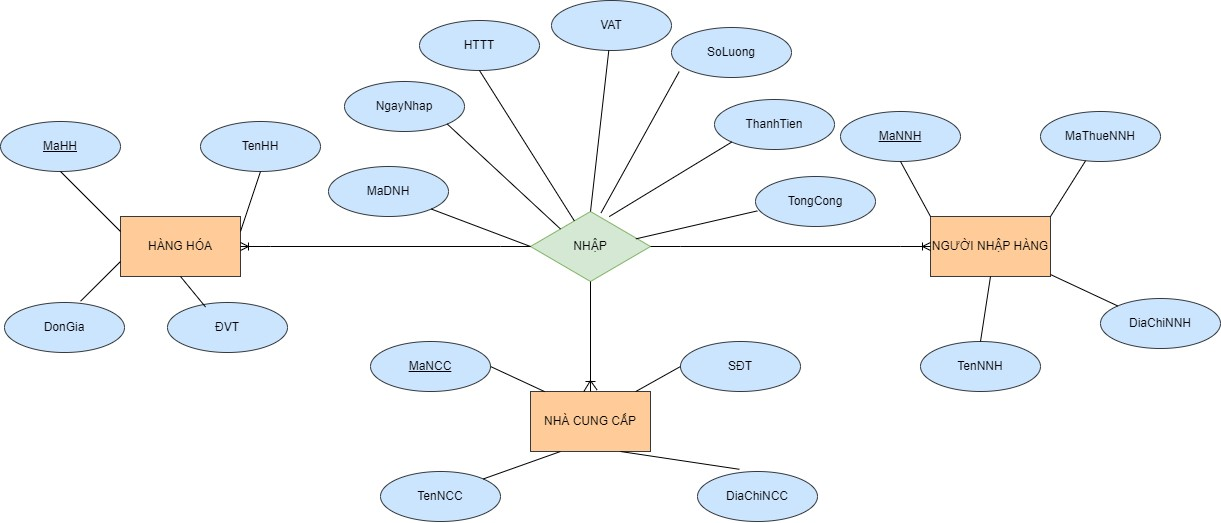 VAT
HTTT
SoLuong
NgayNhap
ThanhTien
MaHH
TenHH
MaNNH
MaThueNNH
MaDNH
TongCong
HÀNG HÓA
NHẬP
NGƯỜI NHẬP HÀNG
DonGia
ĐVT
DiaChiNNH
MaNCC
SĐT
TenNNH
NHÀ CUNG CẤP
TenNCC
DiaChiNCC